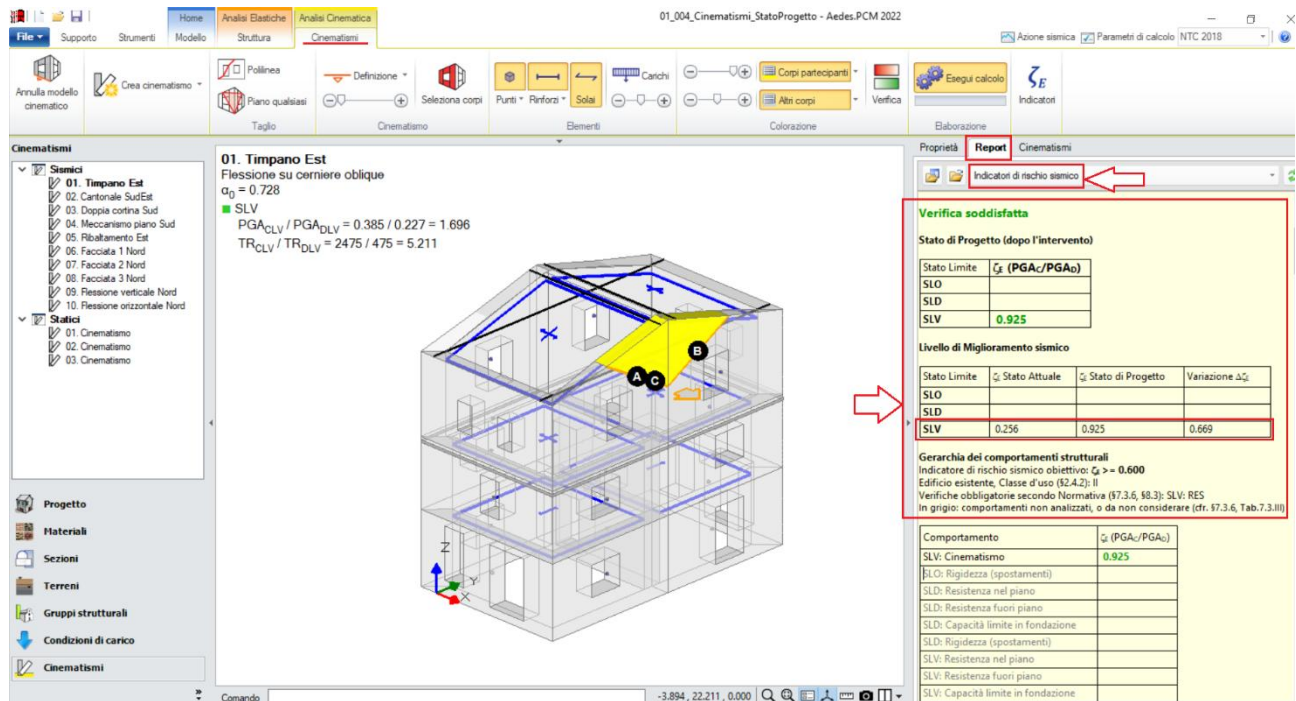 01_004_Cinematismi_StatoProgetto - Aedes.PCM 2022
Home Analisi Elastiche Analisi Cinematica
File Supporto Strumenti Modello Struttura Cinematismi
Azione sismica Parametri di calcolo NTC 2018
Annulla modello cinematico
Crea cinematismo
Polilinea
Piano qualsiasi
Taglio
Definizione
Seleziona corpi
Cinematismo
Punti Rinforzi Solai
Carichi
Elementi
Corpi partecipanti
Altri corpi
Verifica
Colorazione
Esegui calcolo
Elaborazione
ζE
Indicatori
Cinematismi
Sismici
01. Timpano Est
02. Cantonale SudEst
03. Doppia cortina Sud
04. Meccanismo piano Sud
05. Ribaltamento Est
06. Facciata 1 Nord
07. Facciata 2 Nord
08. Facciata 3 Nord
09. Flessione verticale Nord
10. Flessione orizzontale Nord
Statici
01. Cinematismo
02. Cinematismo
03. Cinematismo
Progetto
Materiali
Sezioni
Terreni
Gruppi strutturali
Condizioni di carico
Cinematismi
01. Timpano Est
Flessione su cerniere oblique
α0 = 0.728
SLV
PGACLV / PGADLV = 0.385 / 0.227 = 1.696
TRCLV / TRDLV = 2475 / 475 = 5.211
A C B
Z
Y
X
Comando
-3.894 , 22.211 , 0.000
Proprietà Report Cinematismi
Indicatori di rischio sismico
Verifica soddisfatta
Stato di Progetto (dopo l'intervento)
Stato Limite ζE (PGAC/PGAD)
SLO
SLD
SLV 0.925
Livello di Miglioramento sismico
Stato Limite ζE Stato Attuale ζE Stato di Progetto Variazione ΔζE
SLO
SLD
SLV 0.256 0.925 0.669
Gerarchia dei comportamenti strutturali
Indicatore di rischio sismico obiettivo: ζE >= 0.600
Edificio esistente, Classe d'uso (§2.4.2): II
Verifiche obbligatorie secondo Normativa (§7.3.6, §8.3): SLV: RES
In grigio: comportamenti non analizzati, o da non considerare (cfr. §7.3.6, Tab.7.3.III)
Comportamento ζE (PGAC/PGAD)
SLV: Cinematismo 0.925
SLO: Rigidezza (spostamenti)
SLD: Resistenza nel piano
SLD: Resistenza fuori piano
SLD: Capacità limite in fondazione
SLD: Rigidezza (spostamenti)
SLV: Resistenza nel piano
SLV: Resistenza fuori piano
SLV: Capacità limite in fondazione